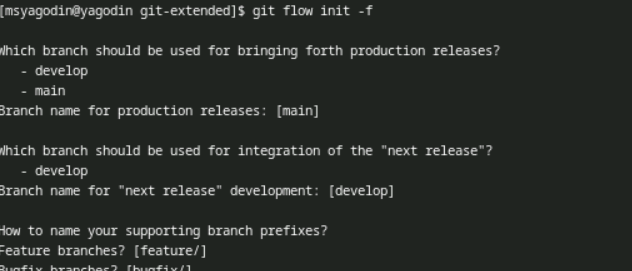 [msyagodin@yagodin git-extended]$ git flow init -f
Which branch should be used for bringing forth production releases?
- develop
- main
Branch name for production releases: [main]
Which branch should be used for integration of the "next release"?
- develop
Branch name for "next release" development: [develop]
How to name your supporting branch prefixes?
Feature branches? [feature/]
Bugfix branches? [bugfix/]